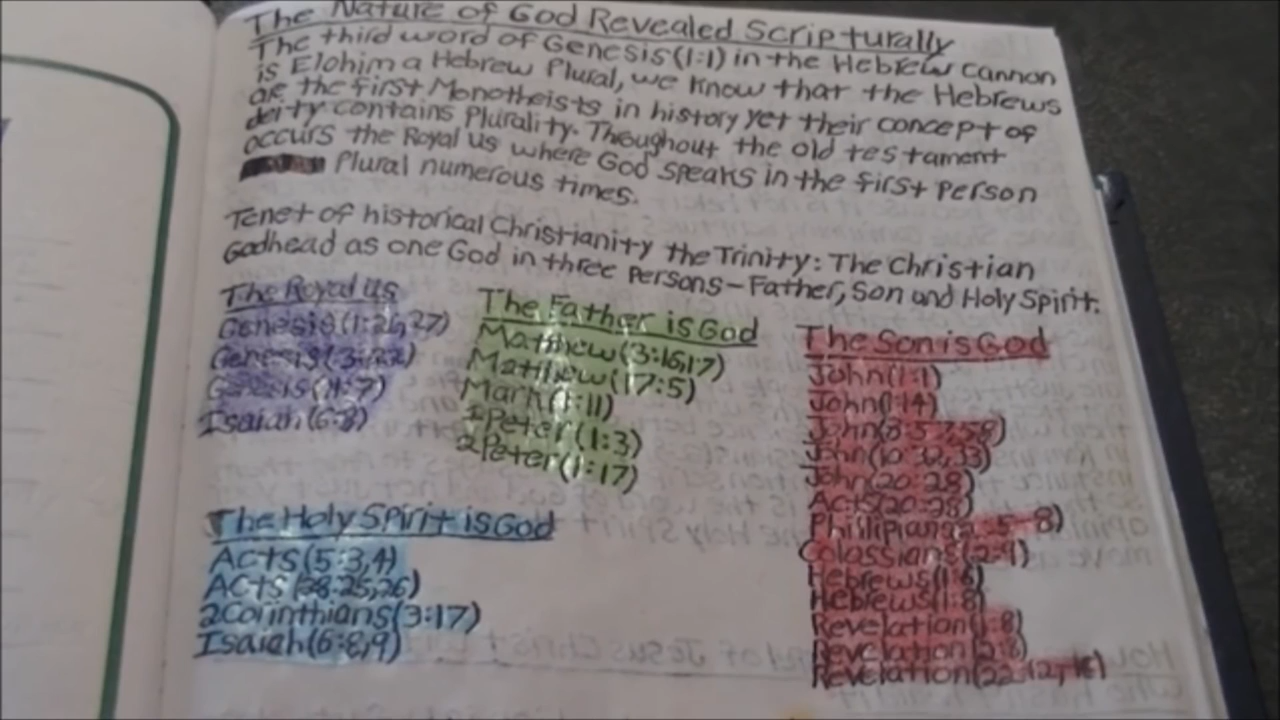 The Nature of God Revealed Scripturally
The third word of Genesis(1:1) in the Hebrew cannon
is Elohim a Hebrew Plural, we know that the Hebrews
are the first Monotheists in history yet their concept of
deity contains Plurality. Throughout the old testament
occurs the Royal us where God speaks in the first person
Plural numerous times.
Tenet of historical Christianity the Trinity: The Christian
Godhead as one God in three persons-Father, Son and Holy Spirit.
The Royal us
Genesis(1:26,27)
Genesis(3:22)
Genesis(11:7)
Isaiah(6:8)
The Father is God
Matthew(3:16,17)
Matthew(17:5)
Mark(1:11)
1Peter(1:3)
2Peter(1:17)
The Son is God
John(1:1)
John(1:14)
John(8:57,58)
John(10:32,33)
John(20:28)
Acts(20:28)
Phillipians(2:5-8)
Colossians(2:9)
Hebrews(1:6)
Hebrews(1:8)
Revelation(1:8)
Revelation(2:8)
Revelation(22:12,16)
The Holy Spirit is God
Acts(5:3,4)
Acts(28:25,26)
2Corinthians(3:17)
Isaiah(6:8,9)